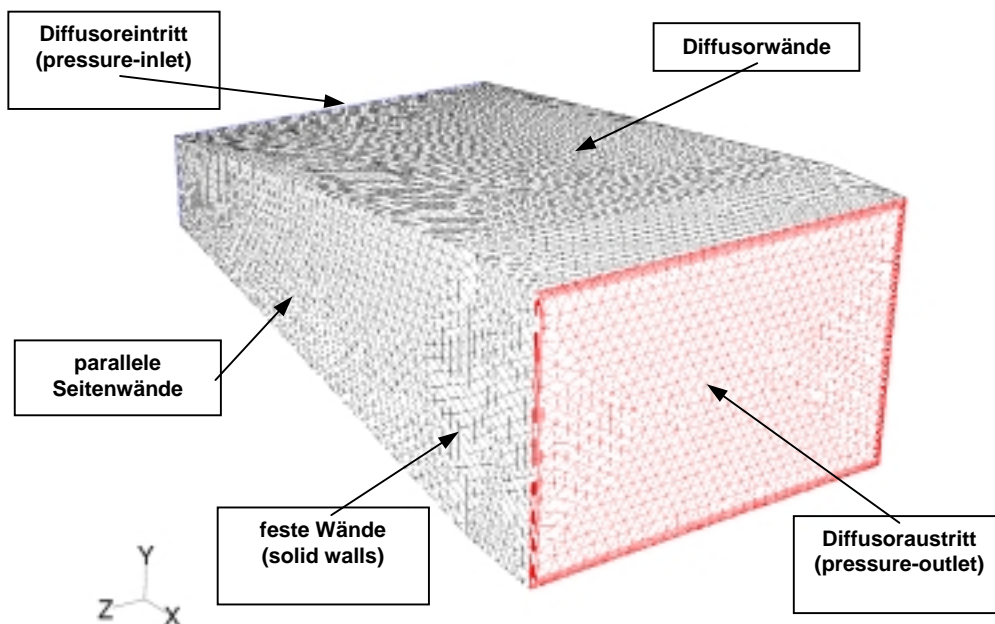 Diffusoreintritt
(pressure-inlet)
Diffusorwände
parallele
Seitenwände
feste Wände
(solid walls)
Diffusoraustritt
(pressure-outlet)
Y
Z
X